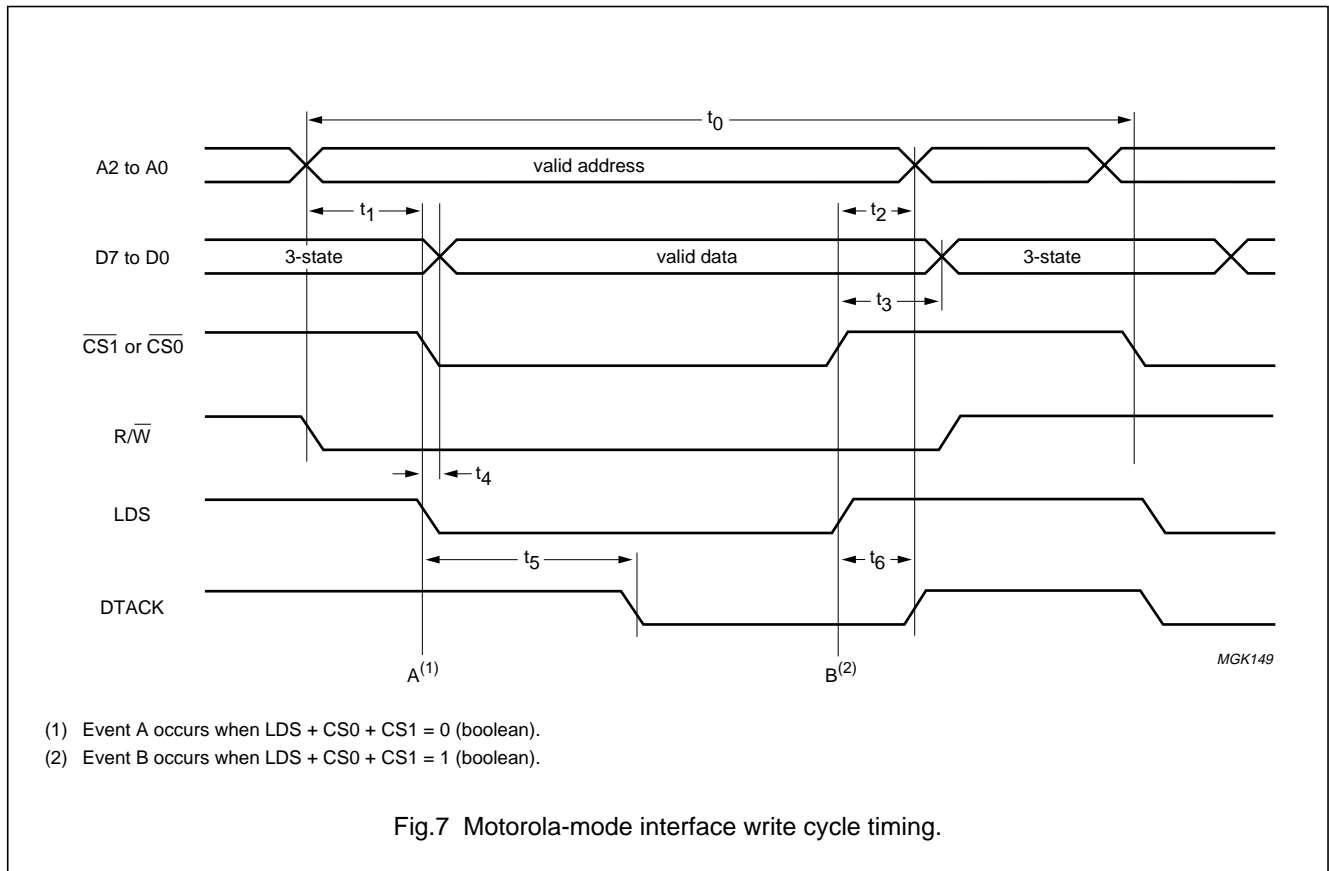 t0
A2 to A0
valid address
t1
t2
D7 to D0
3-state
valid data
3-state
t3
CS1 or CS0
R/W
t4
LDS
t5
t6
DTACK
A(1)
B(2)
MGK149
(1) Event A occurs when LDS + CS0 + CS1 = 0 (boolean).
(2) Event B occurs when LDS + CS0 + CS1 = 1 (boolean).
Fig.7 Motorola-mode interface write cycle timing.